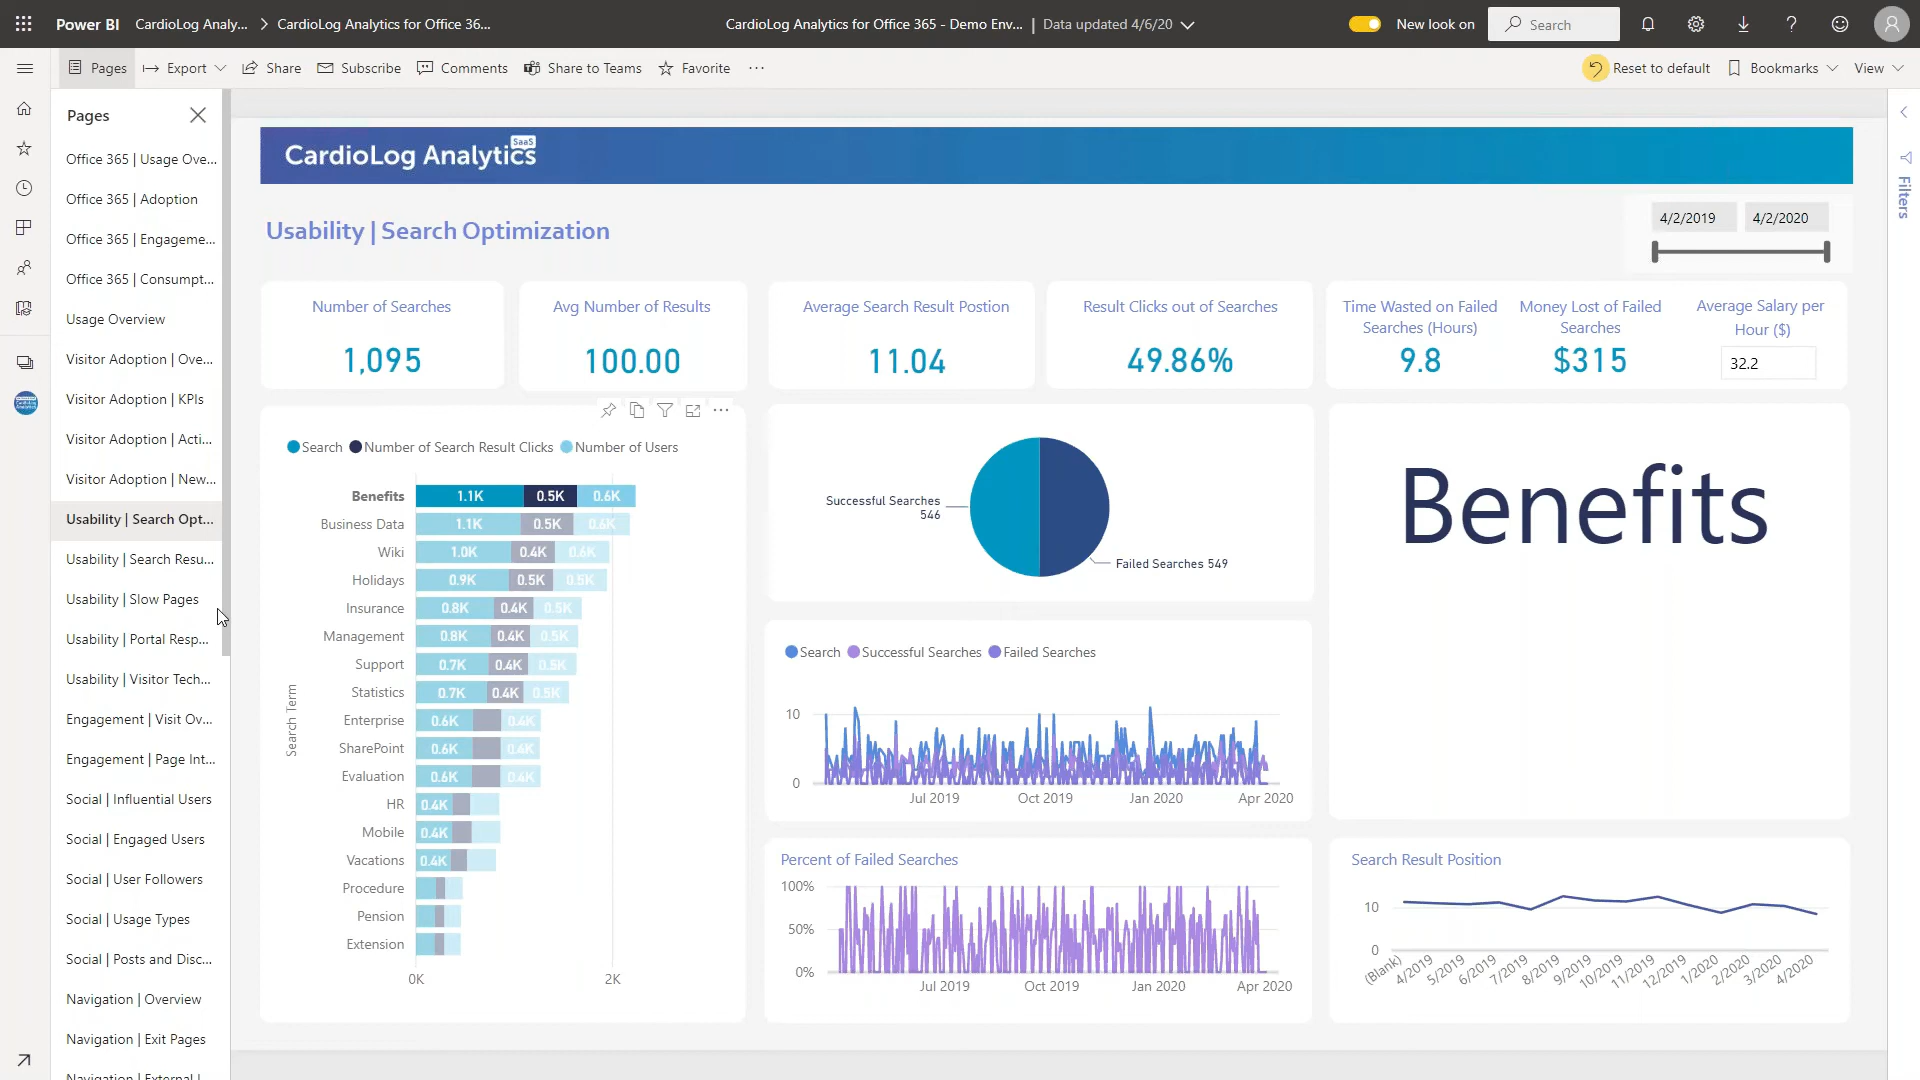 Power BI
CardioLog Analy...
CardioLog Analytics for Office 36...
CardioLog Analytics for Office 365 - Demo Env... | Data updated 4/6/20
New look on
Search
Pages
Export
Share
Subscribe
Comments
Share to Teams
Favorite
Reset to default
Bookmarks
View
Pages
Office 365 | Usage Ove...
Office 365 | Adoption
Office 365 | Engageme...
Office 365 | Consumpt...
Usage Overview
Visitor Adoption | Ove...
Visitor Adoption | KPIs
Visitor Adoption | Acti...
Visitor Adoption | New...
Usability | Search Opt...
Usability | Search Resu...
Usability | Slow Pages
Usability | Portal Resp...
Usability | Visitor Tech...
Engagement | Visit Ov...
Engagement | Page Int...
Social | Influential Users
Social | Engaged Users
Social | User Followers
Social | Usage Types
Social | Posts and Disc...
Navigation | Overview
Navigation | Exit Pages
Filters
CardioLog Analytics SaaS
Usability | Search Optimization
4/2/2019
4/2/2020
Number of Searches
1,095
Avg Number of Results
100.00
Average Search Result Postion
11.04
Result Clicks out of Searches
49.86%
Time Wasted on Failed
Searches (Hours)
9.8
Money Lost of Failed
Searches
$315
Average Salary per
Hour ($)
32.2
Search Number of Search Result Clicks Number of Users
Search Term
Benefits 1.1K 0.5K 0.6K
Business Data 1.1K 0.5K 0.6K
Wiki 1.0K 0.4K 0.6K
Holidays 0.9K 0.5K 0.5K
Insurance 0.8K 0.4K 0.5K
Management 0.8K 0.4K 0.5K
Support 0.7K 0.4K 0.5K
Statistics 0.7K 0.4K 0.5K
Enterprise 0.6K 0.4K
SharePoint 0.6K 0.4K
Evaluation 0.6K 0.4K
HR 0.4K
Mobile 0.4K
Vacations 0.4K
Procedure
Pension
Extension
0K 2K
Successful Searches
546
Failed Searches 549
Search Successful Searches Failed Searches
10
0
Jul 2019 Oct 2019 Jan 2020 Apr 2020
Percent of Failed Searches
100%
50%
0%
Jul 2019 Oct 2019 Jan 2020 Apr 2020
Benefits
Search Result Position
10
0
(Blank) 4/2019 5/2019 6/2019 7/2019 8/2019 9/2019 10/2019 11/2019 12/2019 1/2020 2/2020 3/2020 4/2020